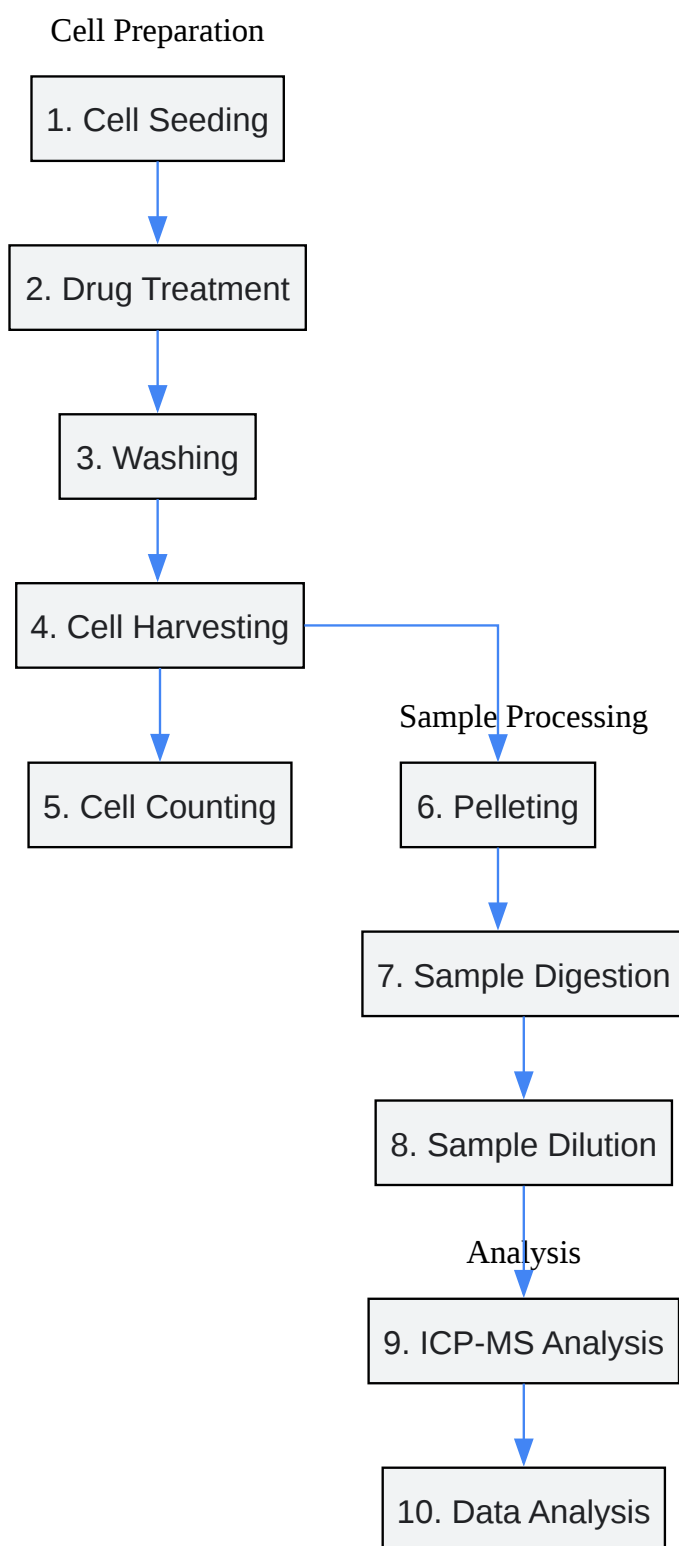 Cell Preparation
1. Cell Seeding
2. Drug Treatment
3. Washing
4. Cell Harvesting
5. Cell Counting
Sample Processing
6. Pelleting
7. Sample Digestion
8. Sample Dilution
Analysis
9. ICP-MS Analysis
10. Data Analysis